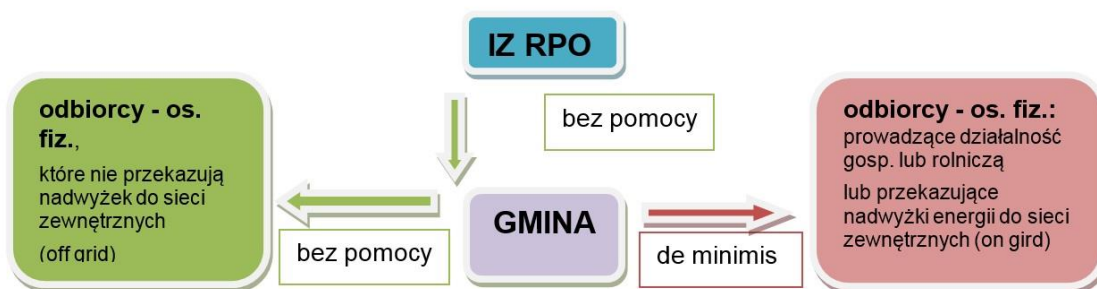 IZ RPO
bez pomocy
odbiorcy - os.
fiz.,
które nie przekazują
nadwyżek do sieci
zewnętrznych
(off grid)
bez pomocy
GMINA
de minimis
odbiorcy - os. fiz.:
prowadzące działalność
gosp. lub rolniczą
lub przekazujące
nadwyżki energii do sieci
zewnętrznych (on gird)